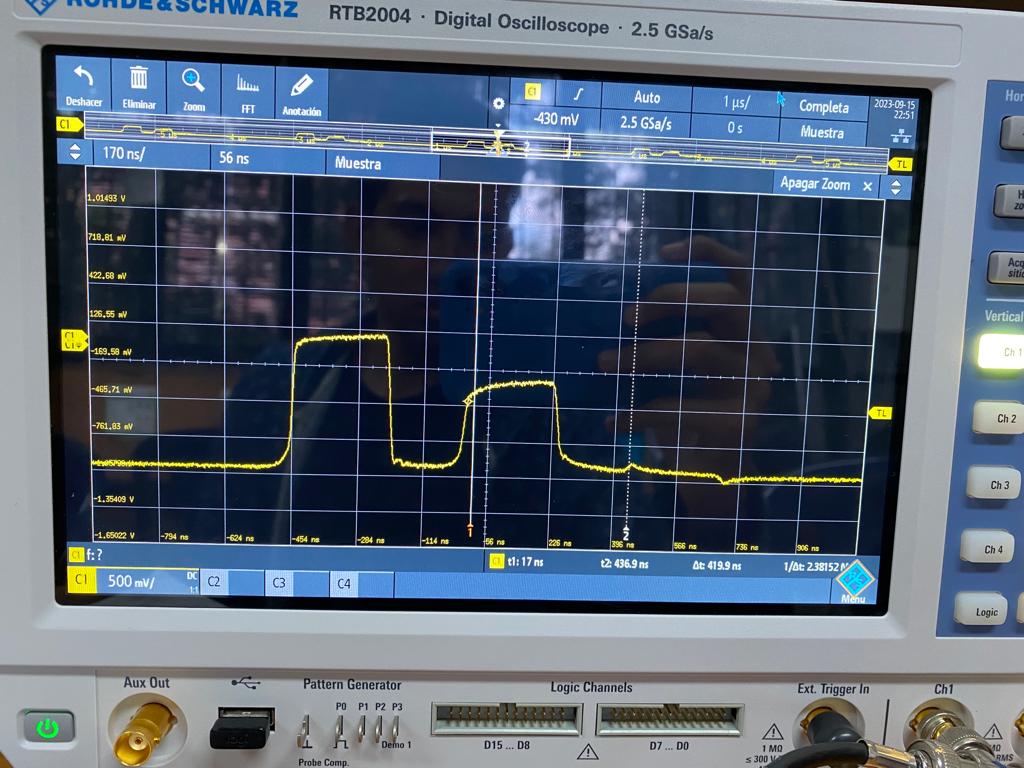 ROHDE&SCHWARZ
RTB2004 · Digital Oscilloscope · 2.5 GSa/s
Deshacer
Eliminar
Zoom
FFT
Anotación
C1
-430 mV
Auto
2.5 GSa/s
1 µs/
0 s
Completa
Muestra
2023-09-15
22:51
C1
TL
170 ns/
56 ns
Muestra
Apagar Zoom
1.01493 V
718.81 mV
422.68 mV
126.55 mV
C1
-169.58 mV
-465.71 mV
TL
-761.83 mV
-1.35409 V
-1.65022 V
-794 ns
-624 ns
-454 ns
-284 ns
-114 ns
1
56 ns
226 ns
2
396 ns
566 ns
736 ns
906 ns
C1 f: ?
C1 t1: 17 ns
t2: 436.9 ns
Δt: 419.9 ns
1/Δt: 2.38152
C1
500 mV/
DC
1:1
C2
C3
C4
Menu
Vertical
Ch 1
Ch 2
Ch 3
Ch 4
Logic
Aux Out
Pattern Generator
P0 P1 P2 P3
Demo 1
Probe Comp.
Logic Channels
D15 ... D8
D7 ... D0
Ext. Trigger In
1 MΩ
≤ 300 V
Ch1